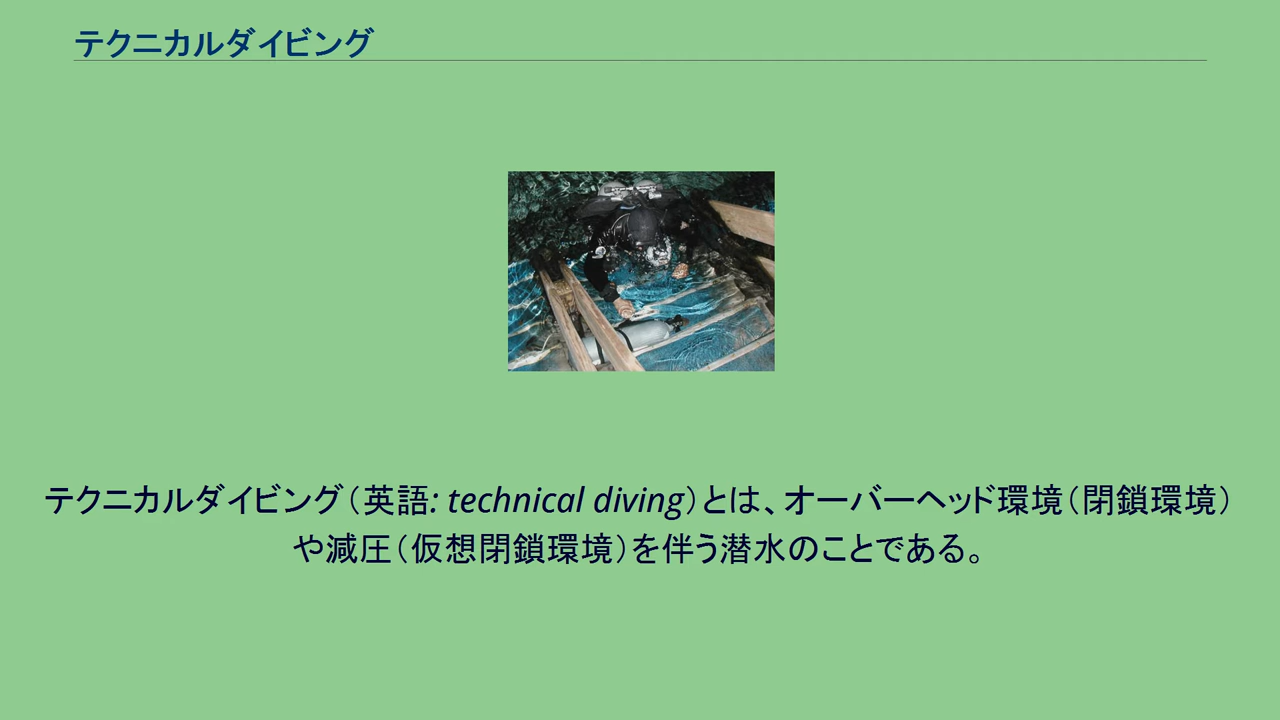 テクニカルダイビング
テクニカルダイビング（英語: technical diving）とは、オーバーヘッド環境（閉鎖環境）
や減圧（仮想閉鎖環境）を伴う潜水のことである。